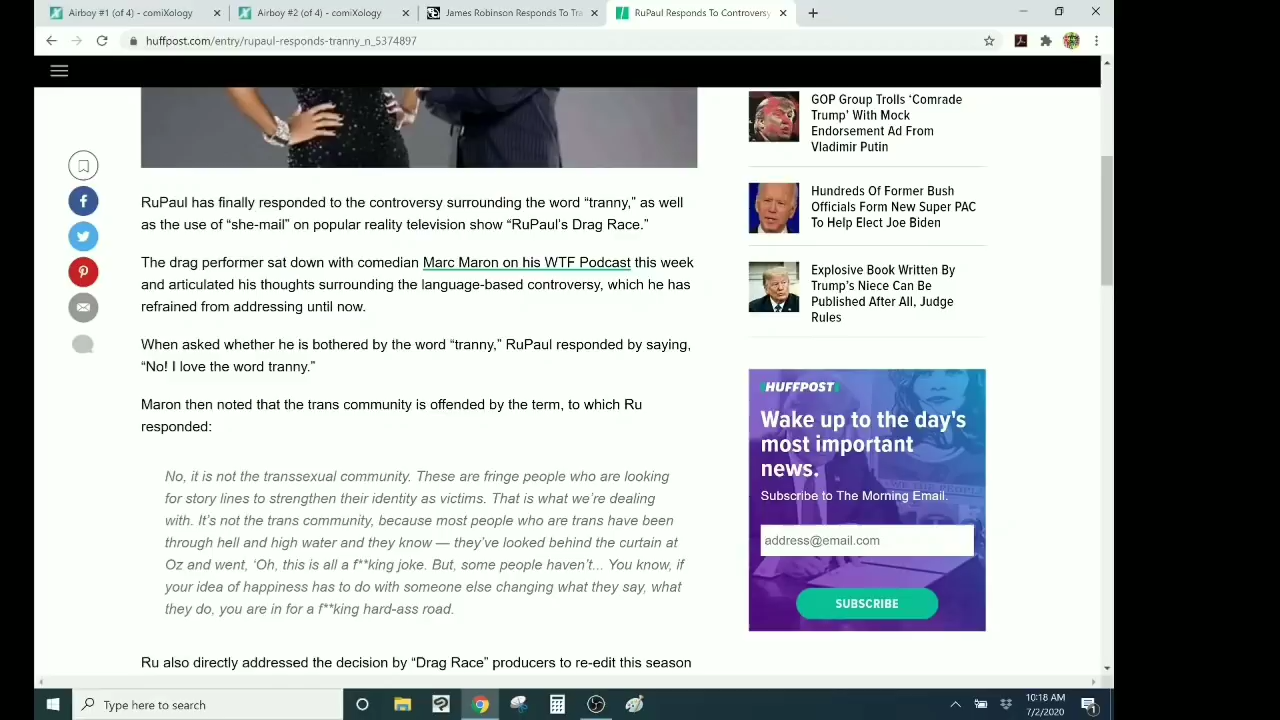 Airboy #1 (of 4) - comiXology
Airboy #2 (of 4) - comiXology
James Robinson Responds To Tra
RuPaul Responds To Controversy
huffpost.com/entry/rupaul-responds-tranny_n_5374897
GOP Group Trolls ‘Comrade
Trump’ With Mock
Endorsement Ad From
Vladimir Putin
Hundreds Of Former Bush
Officials Form New Super PAC
To Help Elect Joe Biden
Explosive Book Written By
Trump’s Niece Can Be
Published After All, Judge
Rules
RuPaul has finally responded to the controversy surrounding the word “tranny,” as well
as the use of “she-mail” on popular reality television show “RuPaul’s Drag Race.”
The drag performer sat down with comedian Marc Maron on his WTF Podcast this week
and articulated his thoughts surrounding the language-based controversy, which he has
refrained from addressing until now.
When asked whether he is bothered by the word “tranny,” RuPaul responded by saying,
“No! I love the word tranny.”
Maron then noted that the trans community is offended by the term, to which Ru
responded:
No, it is not the transsexual community. These are fringe people who are looking
for story lines to strengthen their identity as victims. That is what we’re dealing
with. It’s not the trans community, because most people who are trans have been
through hell and high water and they know — they’ve looked behind the curtain at
Oz and went, ‘Oh, this is all a f**king joke. But, some people haven’t... You know, if
your idea of happiness has to do with someone else changing what they say, what
they do, you are in for a f**king hard-ass road.
Ru also directly addressed the decision by “Drag Race” producers to re-edit this season
HUFFPOST
Wake up to the day's
most important
news.
Subscribe to The Morning Email.
address@email.com
SUBSCRIBE
Type here to search
10:18 AM
7/2/2020
1